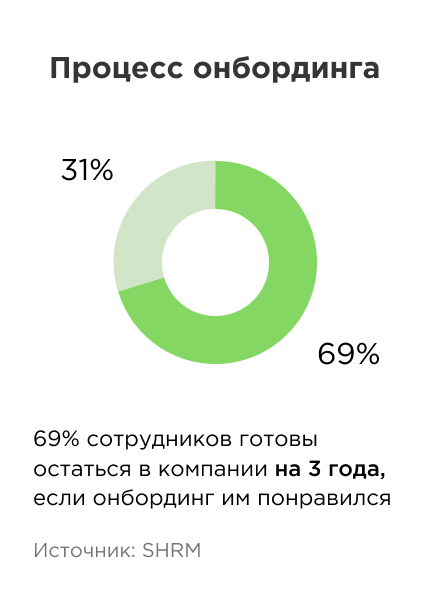 Процесс онбординга
31%
69%
69% сотрудников готовы
остаться в компании на 3 года,
если онбординг им понравился
Источник: SHRM